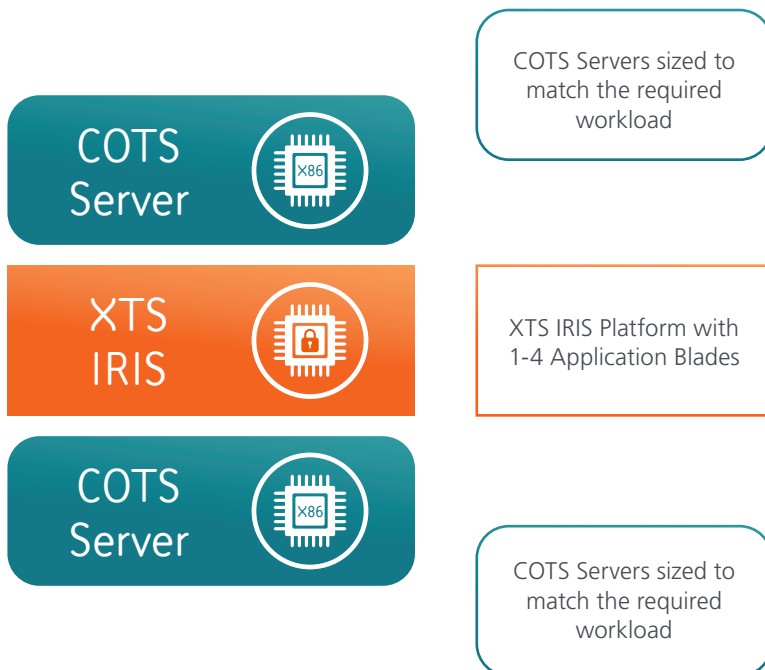 COTS Servers sized to
match the required
workload
COTS
Server
X86
XTS
IRIS
XTS IRIS Platform with
1-4 Application Blades
COTS
Server
X86
COTS Servers sized to
match the required
workload